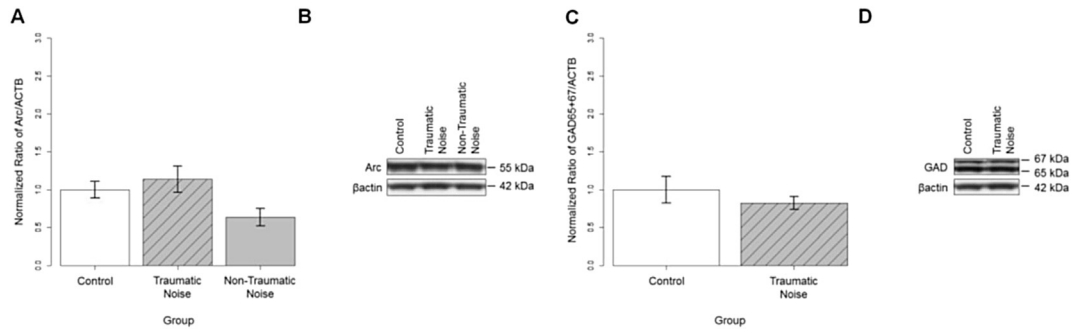 A
B
C
D
Normalized Ratio of Arc/ACTB
3.0
2.5
2.0
1.5
1.0
0.5
0.0
Control
Traumatic
Noise
Non-Traumatic
Noise
Group
Control
Traumatic
Noise
Non-Traumatic
Noise
Arc
55 kDa
βactin
42 kDa
Normalized Ratio of GAD65+67/ACTB
3.0
2.5
2.0
1.5
1.0
0.5
0.0
Control
Traumatic
Noise
Group
Control
Traumatic
Noise
GAD
67 kDa
65 kDa
βactin
42 kDa